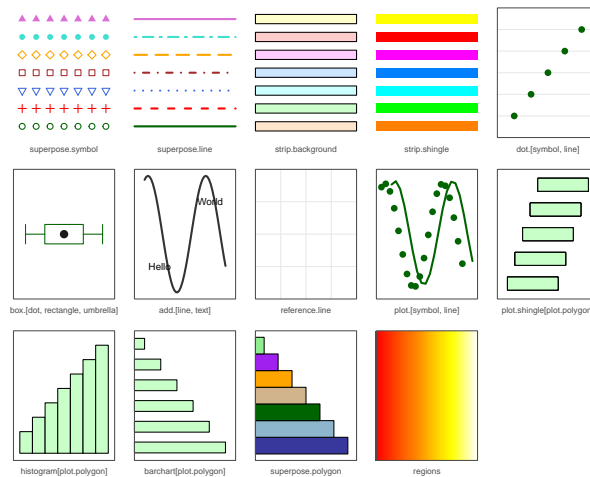 superpose.symbol
superpose.line
strip.background
strip.shingle
dot.[symbol, line]
World
Hello
box.[dot, rectangle, umbrella]
add.[line, text]
reference.line
plot.[symbol, line]
plot.shingle[plot.polygon
histogram[plot.polygon]
barchart[plot.polygon]
superpose.polygon
regions